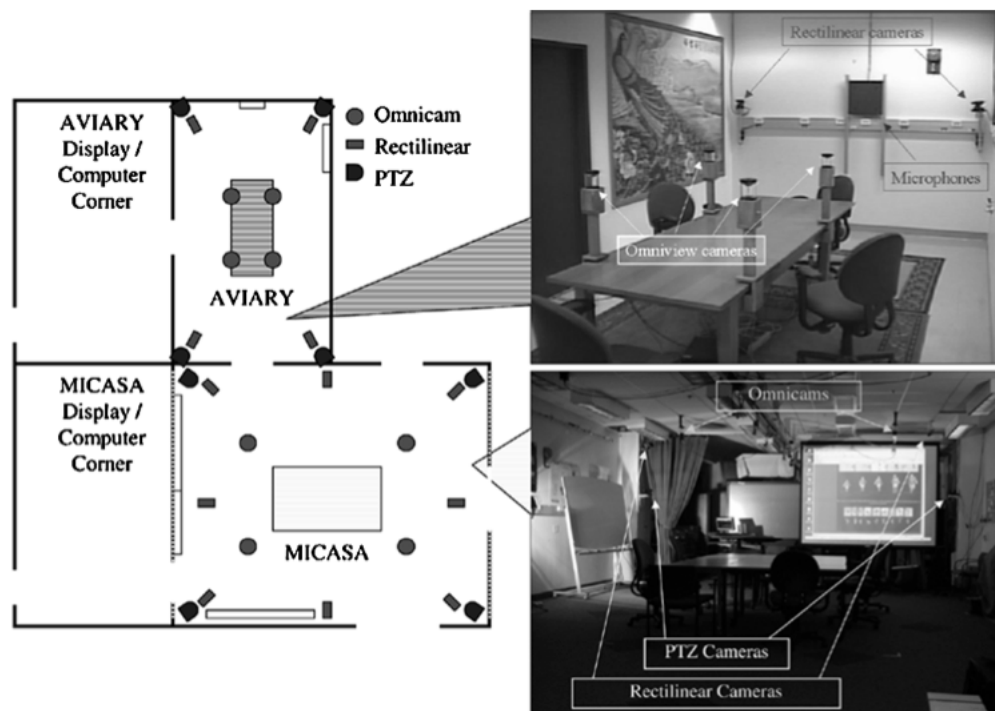 AVIARY
Display /
Computer
Corner
Omnicam
Rectilinear
PTZ
AVIARY
MICASA
Display /
Computer
Corner
MICASA
Rectilinear cameras
Microphones
Omniview cameras
Omnicams
PTZ Cameras
Rectilinear Cameras